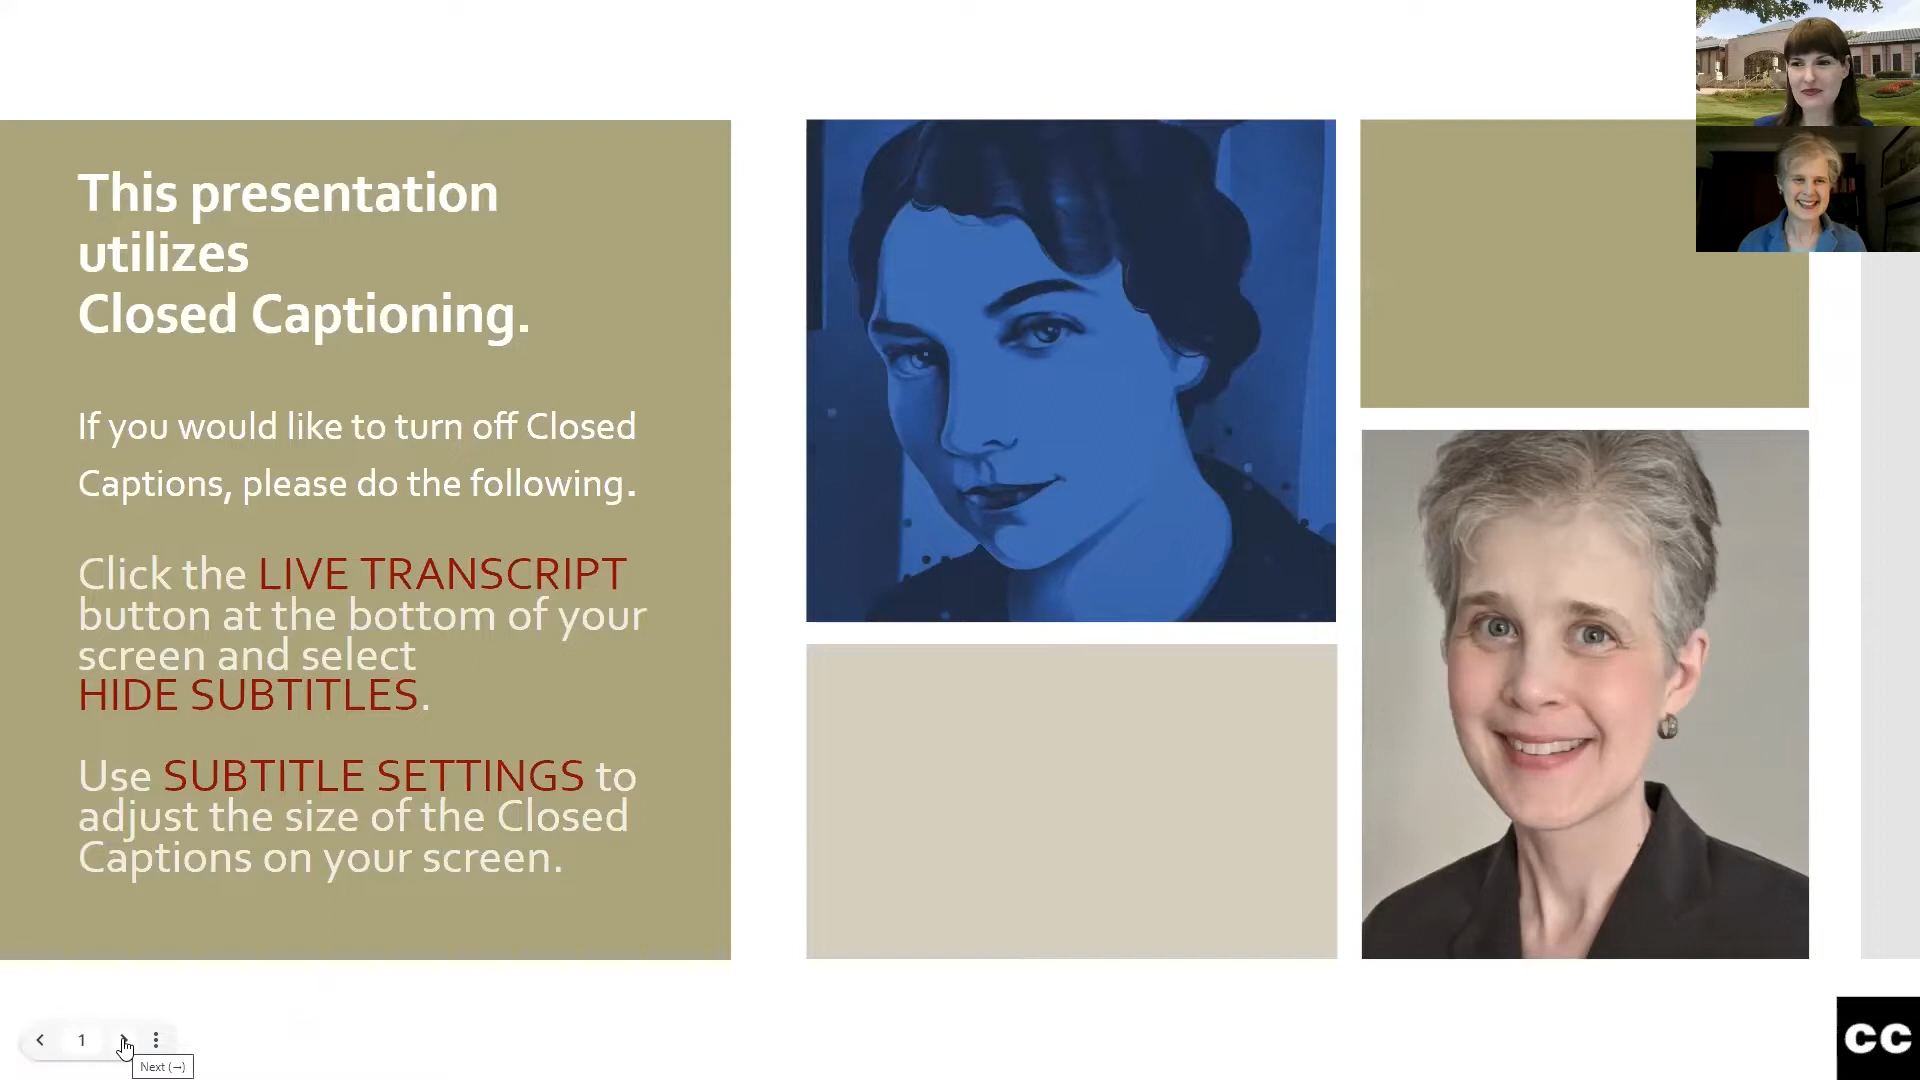 This presentation
utilizes
Closed Captioning.
If you would like to turn off Closed
Captions, please do the following.
Click the LIVE TRANSCRIPT
button at the bottom of your
screen and select
HIDE SUBTITLES.
Use SUBTITLE SETTINGS to
adjust the size of the Closed
Captions on your screen.
1
Next (→)
CC